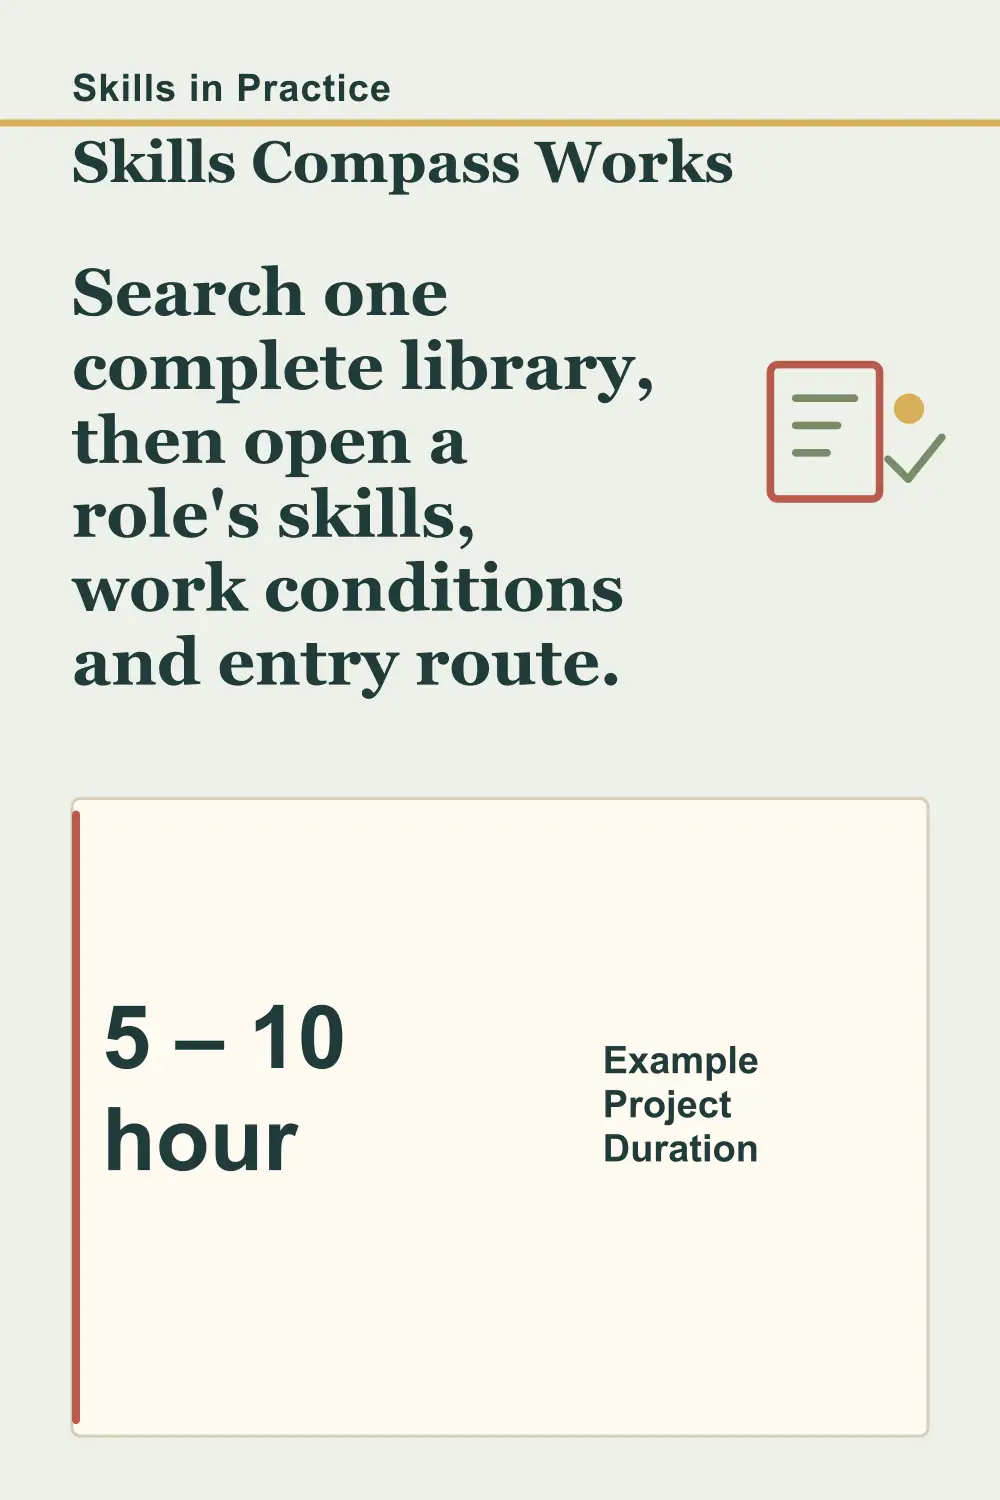 Skills in Practice
Skills Compass Works
Search one
complete library,
then open a
role's skills,
work conditions
and entry route.
5 – 10
hour
Example
Project
Duration